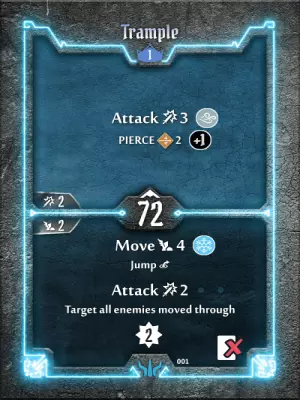 Trample
1
Attack 3
PIERCE 2 +1
2
72
2
Move 4
Jump
Attack 2
Target all enemies moved through
2
001